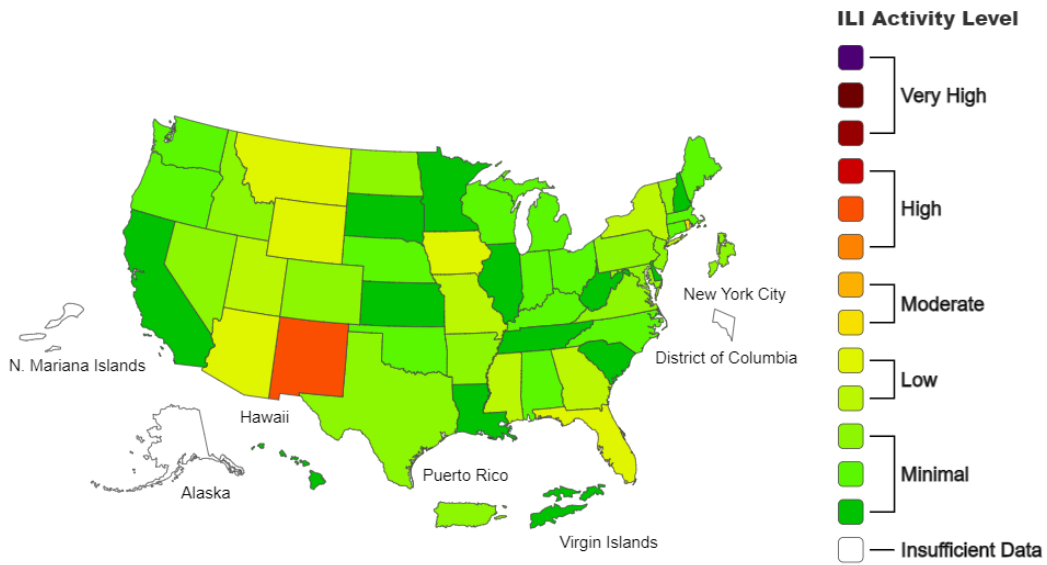 ILI Activity Level
Very High
High
Moderate
Low
Minimal
Insufficient Data
New York City
District of Columbia
N. Mariana Islands
Hawaii
Alaska
Puerto Rico
Virgin Islands